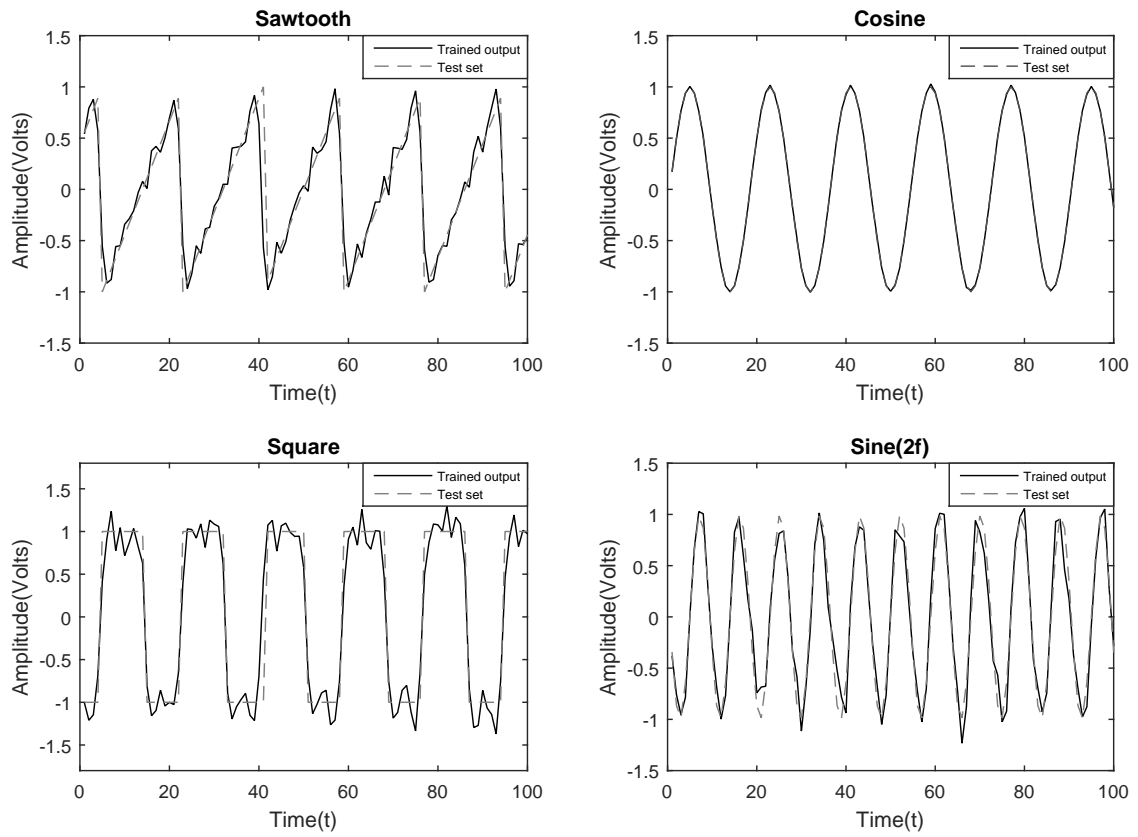 Sawtooth
Trained output
Test set
Amplitude(Volts)
1.5
1
0.5
0
-0.5
-1
-1.5
0 20 40 60 80 100
Time(t)
Cosine
Trained output
Test set
Amplitude(Volts)
1.5
1
0.5
0
-0.5
-1
-1.5
0 20 40 60 80 100
Time(t)
Square
Trained output
Test set
Amplitude(Volts)
1.5
1
0.5
0
-0.5
-1
-1.5
0 20 40 60 80 100
Time(t)
Sine(2f)
Trained output
Test set
Amplitude(Volts)
1.5
1
0.5
0
-0.5
-1
-1.5
0 20 40 60 80 100
Time(t)